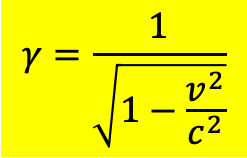 γ = 1 / √(1 − v² / c²)